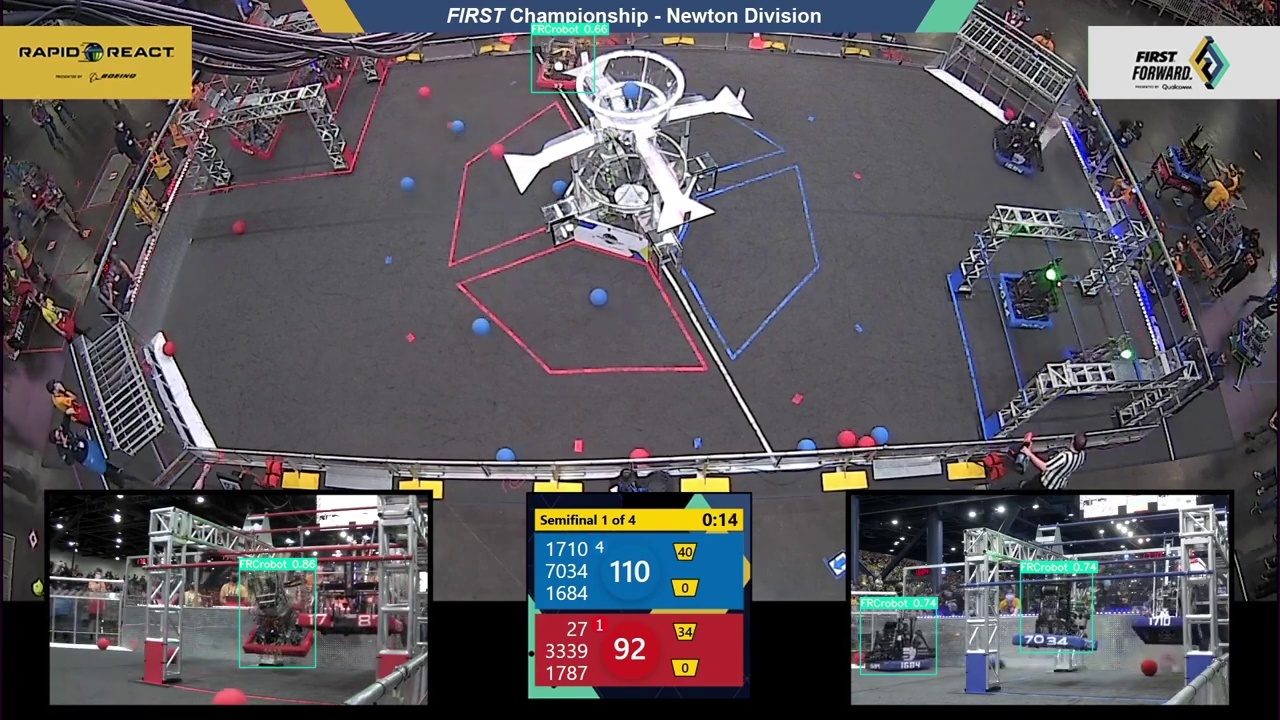 FIRST Championship - Newton Division
RAPID REACT
PRESENTED BY BOEING
FIRST
FORWARD
PRESENTED BY Qualcomm
FRCrobot 0.66
FRCrobot 0.86
FRCrobot 0.74
FRCrobot 0.74
1684
7034
1710
Semifinal 1 of 4 0:14
1710 4 40
7034 110
1684 0
27 1 34
3339 92
1787 0